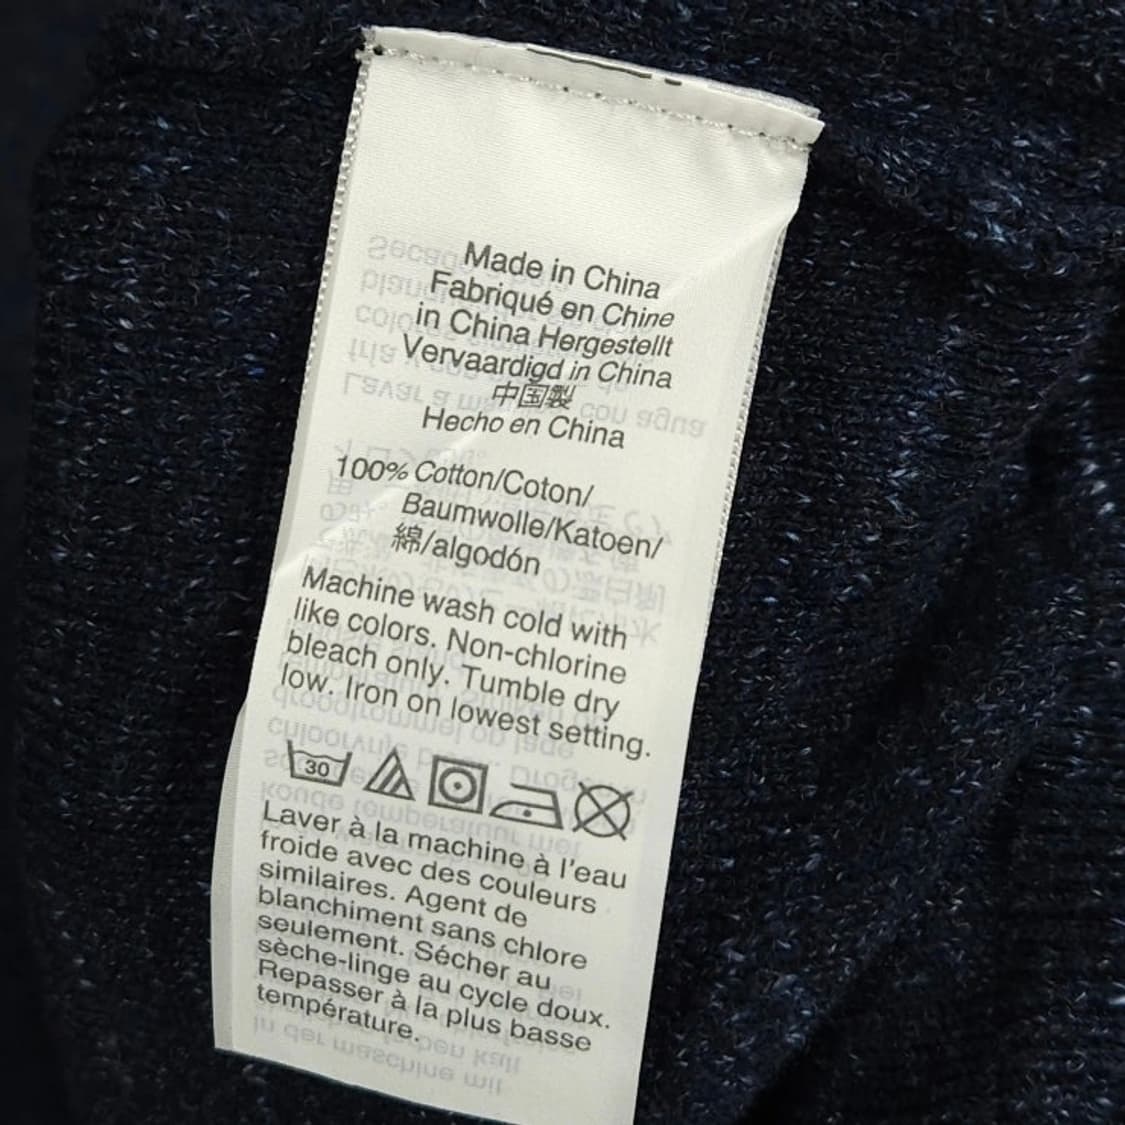 Made in China
Fabriqué en Chine
in China Hergestellt
Vervaardigd in China
中国製
Hecho en China
100% Cotton/Coton/
Baumwolle/Katoen/
綿/algodón
Machine wash cold with
like colors. Non-chlorine
bleach only. Tumble dry
low. Iron on lowest setting.
30
Laver à la machine à l'eau
froide avec des couleurs
similaires. Agent de
blanchiment sans chlore
seulement. Sécher au
sèche-linge au cycle doux.
Repasser à la plus basse
température.